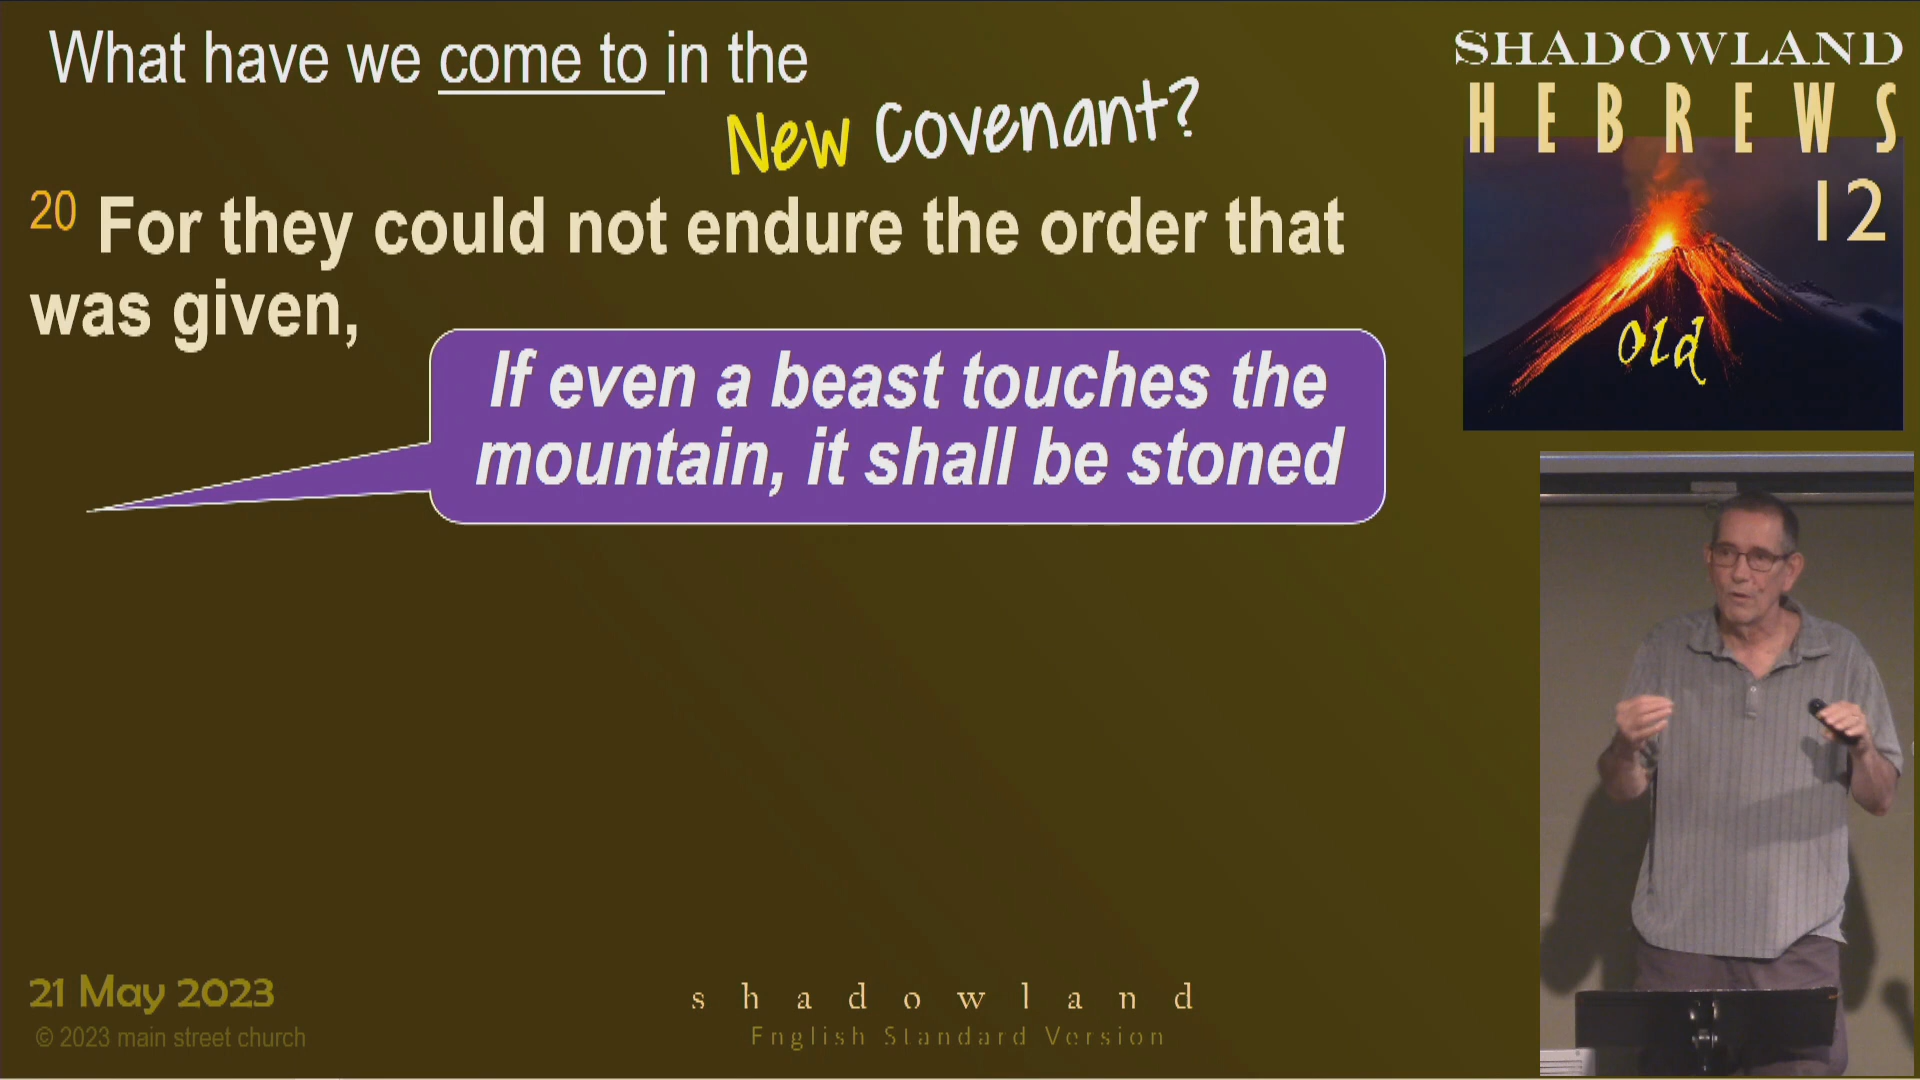 What have we come to in the
New Covenant?
20 For they could not endure the order that
was given,
If even a beast touches the
mountain, it shall be stoned
SHADOWLAND
HEBREWS
12
Old
21 May 2023
© 2023 main street church
shadowland
English Standard Version